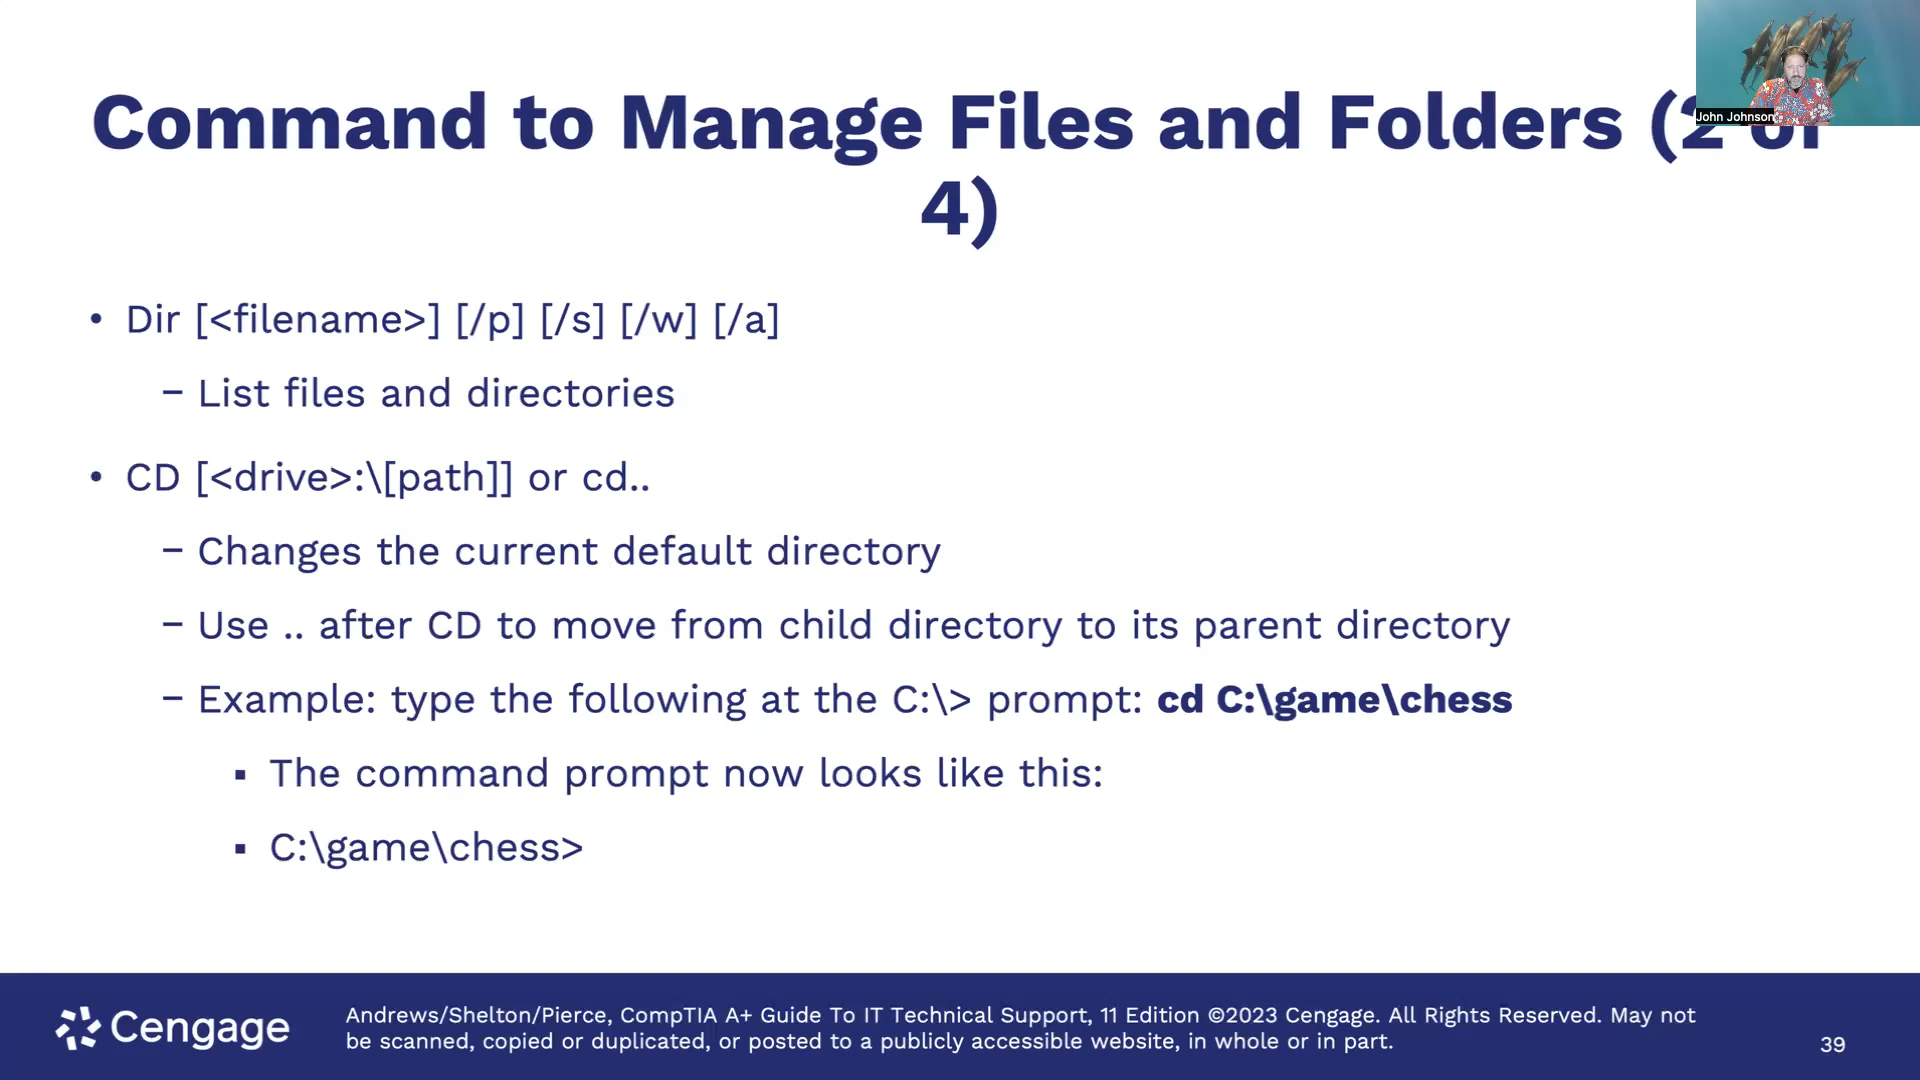 John Johnson
Command to Manage Files and Folders (2 of
4)
• Dir [<filename>] [/p] [/s] [/w] [/a]
– List files and directories
• CD [<drive>:\[path]] or cd..
– Changes the current default directory
– Use .. after CD to move from child directory to its parent directory
– Example: type the following at the C:\> prompt: cd C:\game\chess
▪ The command prompt now looks like this:
▪ C:\game\chess>
Cengage
Andrews/Shelton/Pierce, CompTIA A+ Guide To IT Technical Support, 11 Edition ©2023 Cengage. All Rights Reserved. May not
be scanned, copied or duplicated, or posted to a publicly accessible website, in whole or in part.
39